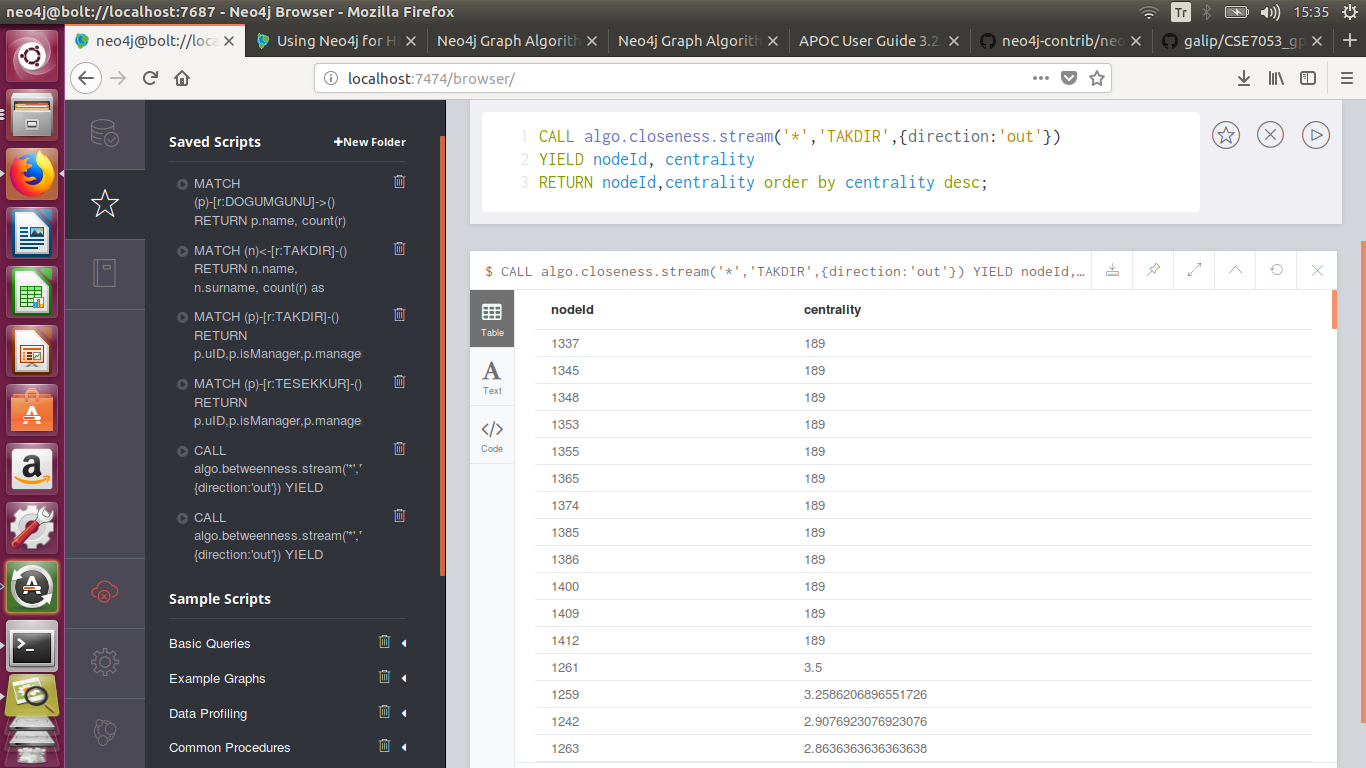 neo4j@bolt://localhost:7687 - Neo4j Browser - Mozilla Firefox
Tr
15:35
neo4j@bolt://loca
Using Neo4j for H
Neo4j Graph Algorith
Neo4j Graph Algorith
APOC User Guide 3.2
neo4j-contrib/neo
galip/CSE7053_gp
localhost:7474/browser/
Saved Scripts
New Folder
MATCH
(p)-[r:DOGUMGUNU]->()
RETURN p.name, count(r)
MATCH (n)<-[r:TAKDIR]-()
RETURN n.name,
n.surname, count(r) as
MATCH (p)-[r:TAKDIR]-()
RETURN
p.uID,p.isManager,p.manage
MATCH (p)-[r:TESEKKUR]-()
RETURN
p.uID,p.isManager,p.manage
CALL
algo.betweenness.stream('*','
{direction:'out'}) YIELD
CALL
algo.betweenness.stream('*','
{direction:'out'}) YIELD
Sample Scripts
Basic Queries
Example Graphs
Data Profiling
Common Procedures
1 CALL algo.closeness.stream('*','TAKDIR',{direction:'out'})
2 YIELD nodeId, centrality
3 RETURN nodeId,centrality order by centrality desc;
$ CALL algo.closeness.stream('*','TAKDIR',{direction:'out'}) YIELD nodeId,…
Table
A
Text
</>
Code
nodeId centrality
1337 189
1345 189
1348 189
1353 189
1355 189
1365 189
1374 189
1385 189
1386 189
1400 189
1409 189
1412 189
1261 3.5
1259 3.2586206896551726
1242 2.9076923076923076
1263 2.8636363636363638